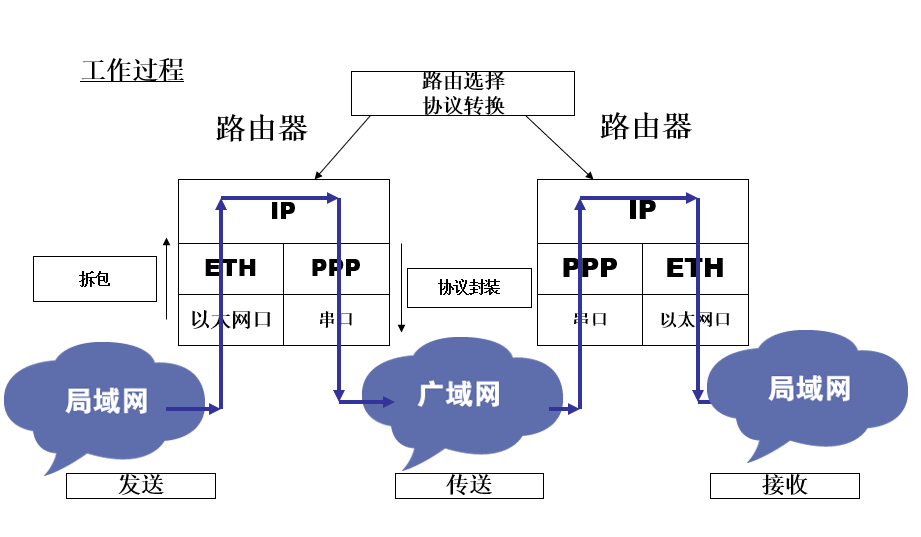 工作过程
路由选择
协议转换
路由器
路由器
IP
IP
ETH
PPP
PPP
ETH
拆包
协议封装
以太网口
串口
串口
以太网口
局域网
广域网
局域网
发送
传送
接收